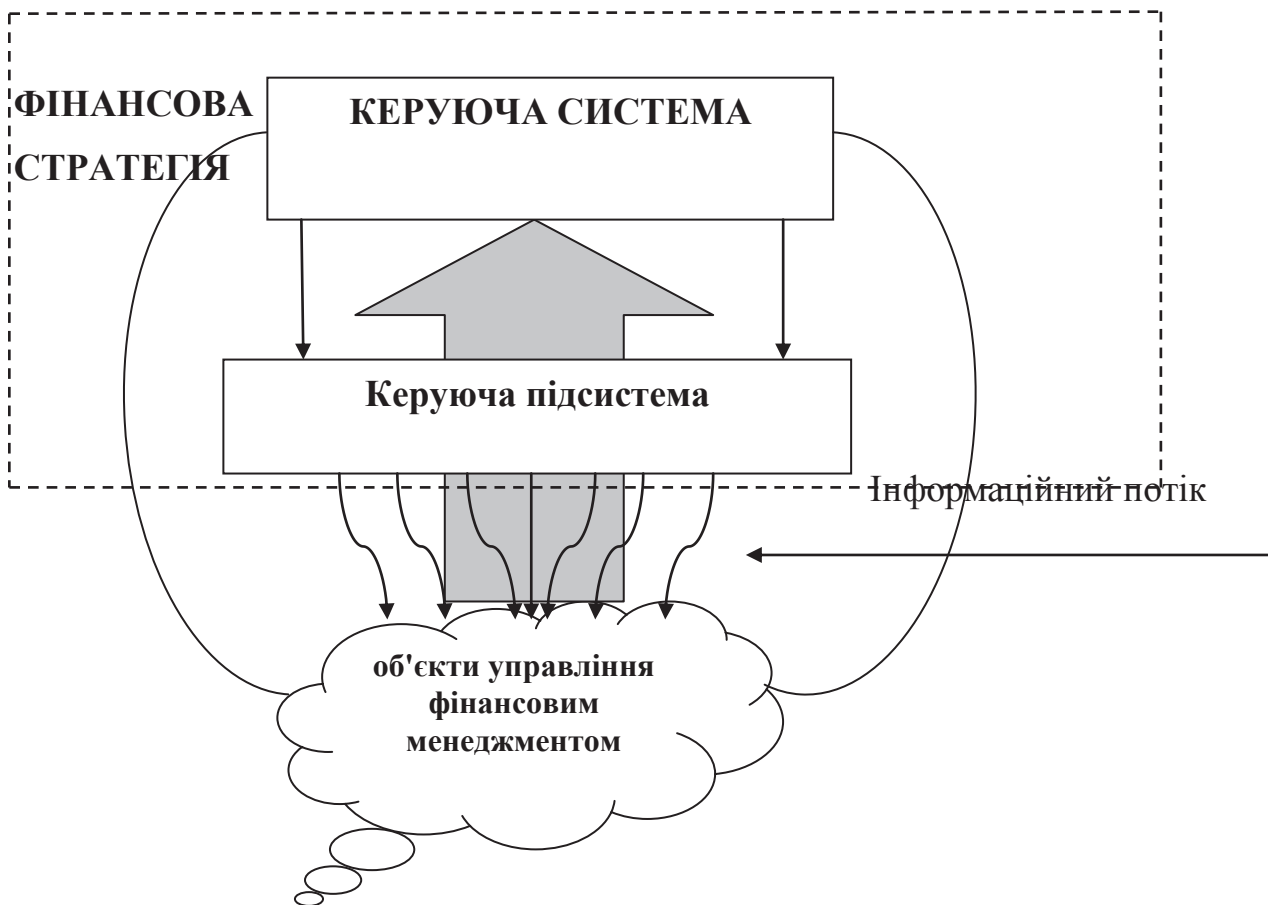 ФІНАНСОВА
СТРАТЕГІЯ
КЕРУЮЧА СИСТЕМА
Керуюча підсистема
Інформаційний потік
об'єкти управління
фінансовим
менеджментом